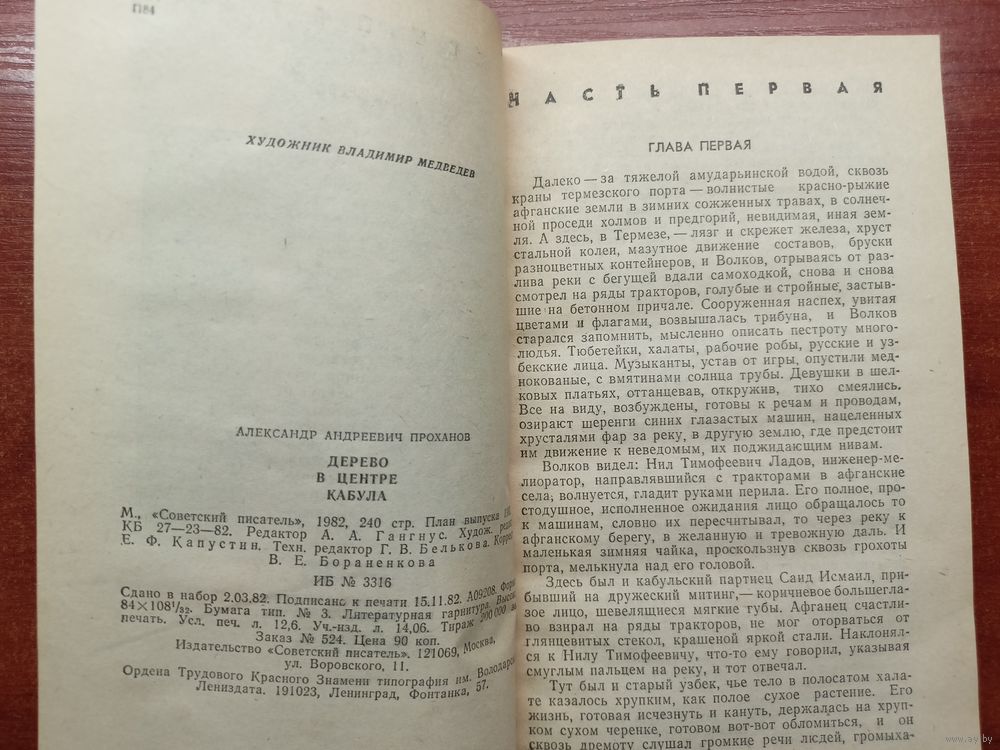 ХУДОЖНИК ВЛАДИМИР МЕДВЕДЕВ
АЛЕКСАНДР АНДРЕЕВИЧ ПРОХАНОВ
ДЕРЕВО
В ЦЕНТРЕ
КАБУЛА
М., «Советский писатель», 1982, 240 стр. План выпуска
КБ 27—23—82. Редактор А. А. Гангнус. Худож. редак
Е. Ф. Капустин. Техн. редактор Г. В. Белькова. Коррек
В. Е. Бораненкова
ИБ № 3316
Сдано в набор 2.03.82. Подписано к печати 15.11.82. А09208. Форма
84×108¹/₃₂. Бумага тип. № 3. Литературная гарнитура. Высок
печать. Усл. печ. л. 12,6. Уч.-изд. л. 14,06. Тираж 200 000 эк
Заказ № 524. Цена 90 коп.
Издательство «Советский писатель». 121069, Москва,
ул. Воровского, 11.
Ордена Трудового Красного Знамени типография им. Володарск
Лениздата. 191023, Ленинград, Фонтанка, 57.
ЧАСТЬ ПЕРВАЯ
ГЛАВА ПЕРВАЯ
Далеко — за тяжелой амударьинской водой, сквозь
краны термезского порта — волнистые красно-рыжие
афганские земли в зимних сожженных травах, в солнеч-
ной проседи холмов и предгорий, невидимая, иная зем-
ля. А здесь, в Термезе, — лязг и скрежет железа, хруст
стальной колеи, мазутное движение составов, бруски
разноцветных контейнеров, и Волков, отрываясь от раз-
лива реки с бегущей вдали самоходкой, снова и снова
смотрел на ряды тракторов, голубые и стройные, застыв-
шие на бетонном причале. Сооруженная наспех, увитая
цветами и флагами, возвышалась трибуна, и Волков
старался запомнить, мысленно описать пестроту много-
людья. Тюбетейки, халаты, рабочие робы, русские и уз-
бекские лица. Музыканты, устав от игры, опустили мед-
нокованые, с вмятинами солнца трубы. Девушки в шел-
ковых платьях, оттанцевав, откружив, тихо смеялись.
Все на виду, возбуждены, готовы к речам и проводам,
озирают шеренги синих глазастых машин, нацеленных
хрусталями фар за реку, в другую землю, где предстоит
им движение к неведомым, их поджидающим нивам.
Волков видел: Нил Тимофеевич Ладов, инженер-ме-
лиоратор, направлявшийся с тракторами в афганские
села, волнуется, гладит руками перила. Его полное, про-
стодушное, исполненное ожидания лицо обращалось то
к машинам, словно их пересчитывал, то через реку к
афганскому берегу, в желанную и тревожную даль. И
маленькая зимняя чайка, проскользнув сквозь грохоты
порта, мелькнула над его головой.
Здесь был и кабульский партиец Саид Исмаил, при-
бывший на дружеский митинг, — коричневое большегла-
зое лицо, шевелящиеся мягкие губы. Афганец счастли-
во взирал на ряды тракторов, не мог оторваться от
глянцевитых стекол, крашеной яркой стали. Наклонял-
ся к Нилу Тимофеевичу, что-то ему говорил, указывая
смуглым пальцем на реку, и тот отвечал.
Тут был и старый узбек, чье тело в полосатом хала-
те казалось хрупким, как полое сухое растение. Его
жизнь, готовая исчезнуть и кануть, держалась на хруп-
ком сухом черенке, готовом вот-вот обломиться, и он
сквозь дремоту слушал громкие речи людей, громыха-
www.ay.by